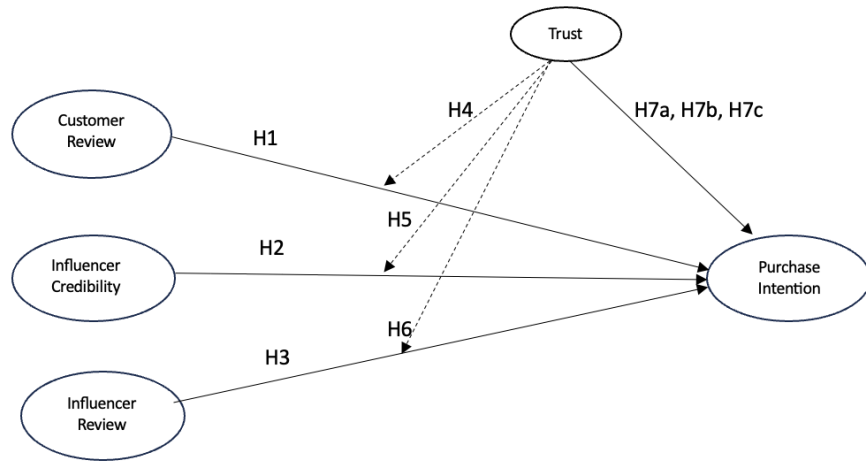 Trust
H4
H7a, H7b, H7c
Customer
Review
H1
H5
H2
Influencer
Credibility
Purchase
Intention
H6
H3
Influencer
Review